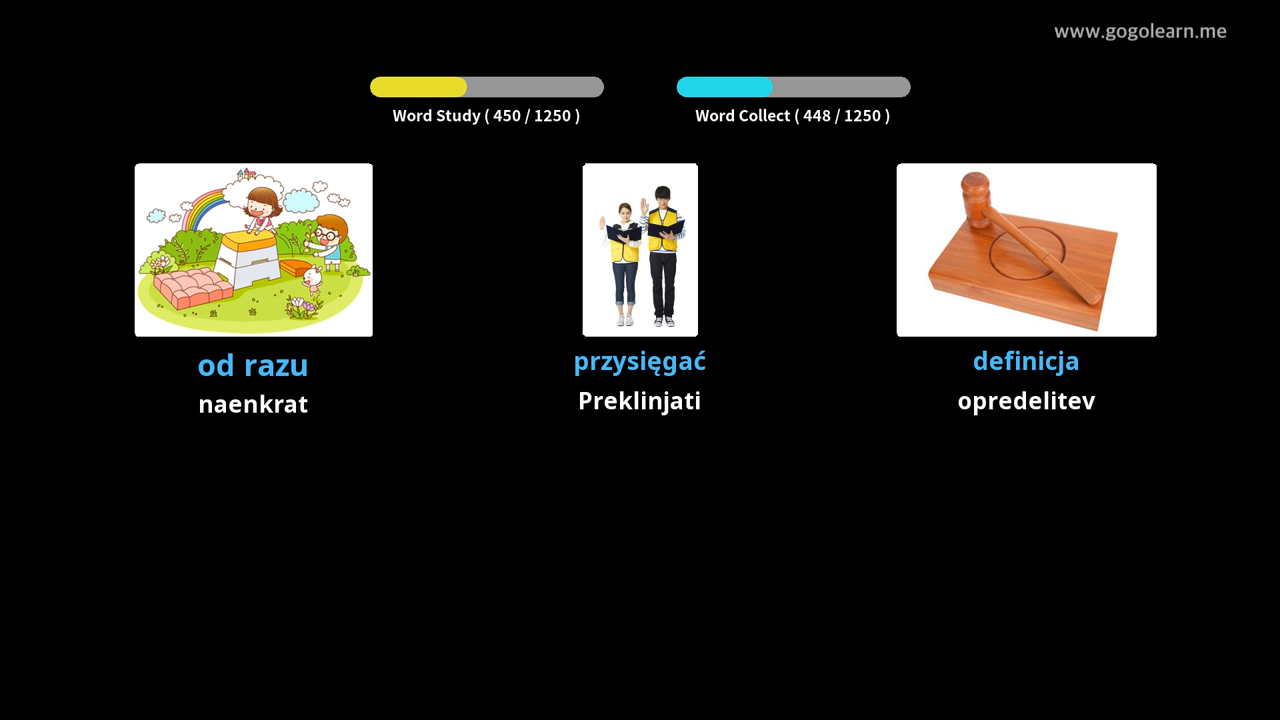 www.gogolearn.me
Word Study ( 450 / 1250 )
Word Collect ( 448 / 1250 )
od razu
naenkrat
przysięgać
Preklinjati
definicja
opredelitev